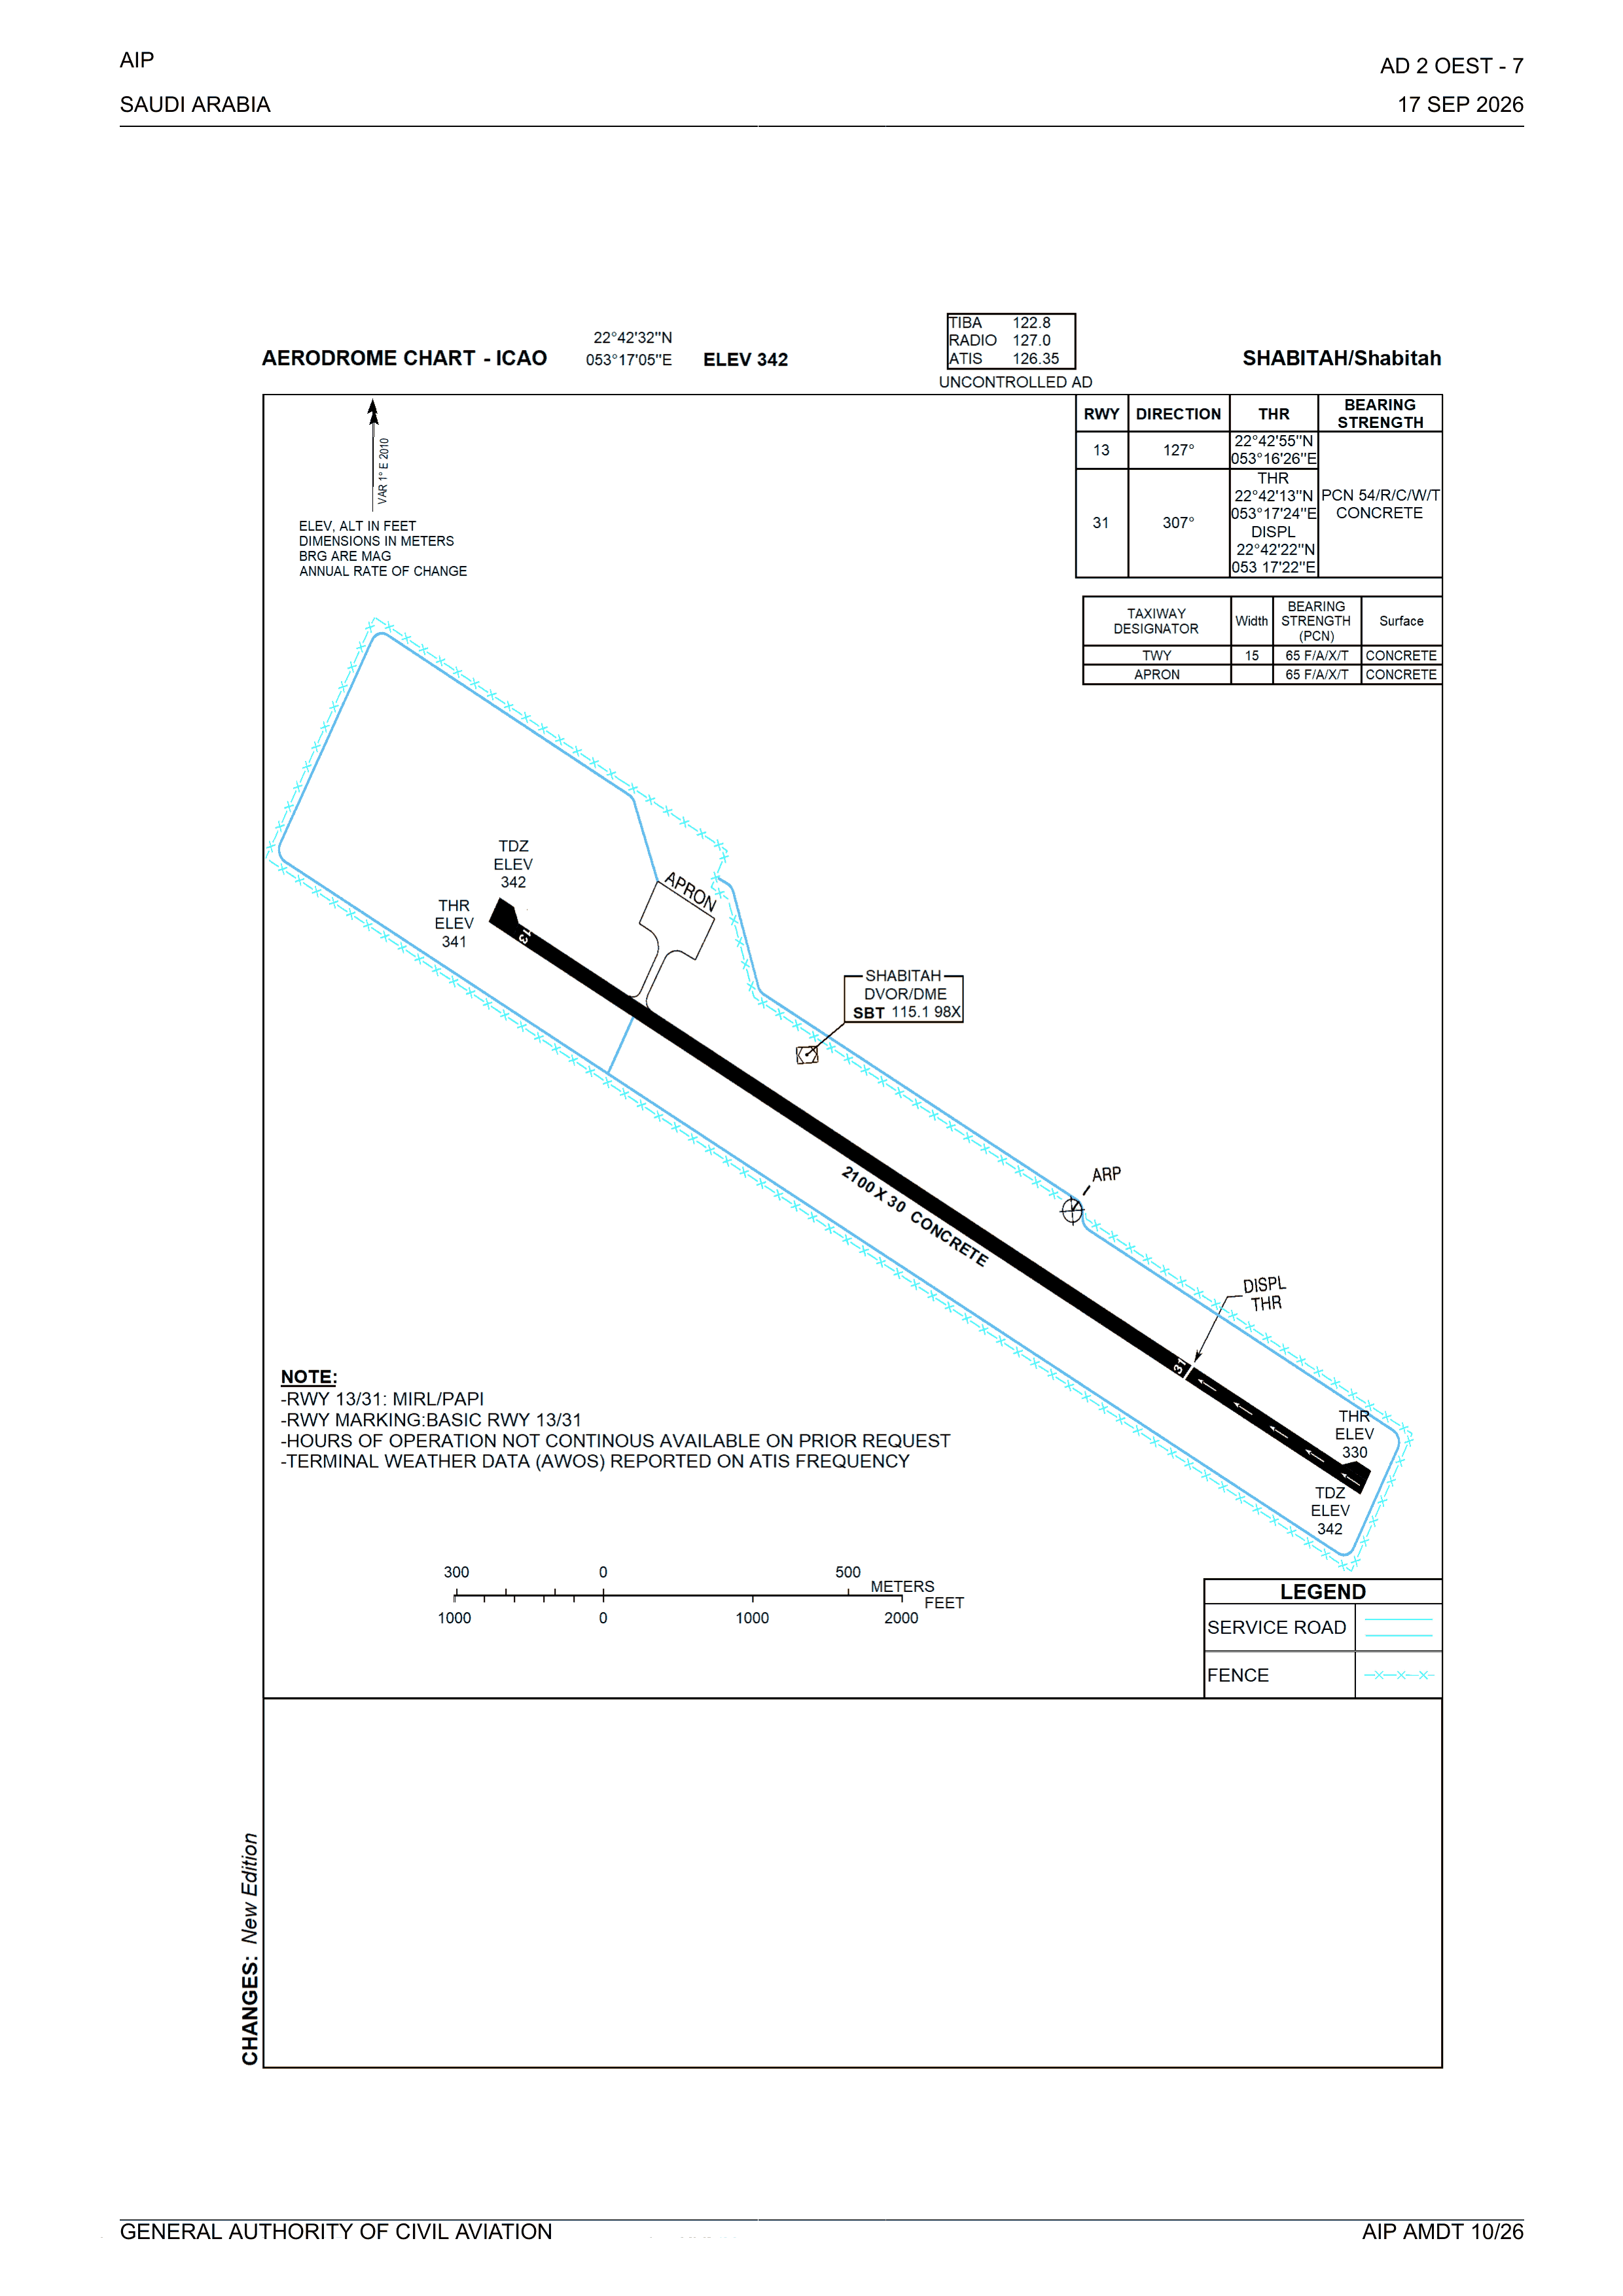 AIP
AD 2 OEST - 7
SAUDI ARABIA
17 SEP 2026
AERODROME CHART - ICAO
22°42'32"N
053°17'05"E
ELEV 342
TIBA 122.8
RADIO 127.0
ATIS 126.35
UNCONTROLLED AD
SHABITAH/Shabitah
VAR 1° E 2010
ELEV, ALT IN FEET
DIMENSIONS IN METERS
BRG ARE MAG
ANNUAL RATE OF CHANGE
RWY DIRECTION THR BEARING STRENGTH
13 127° 22°42'55"N
053°16'26"E
31 307° THR
22°42'13"N
053°17'24"E
DISPL
22°42'22"N
053 17'22"E
PCN 54/R/C/W/T
CONCRETE
TAXIWAY DESIGNATOR Width BEARING STRENGTH (PCN) Surface
TWY 15 65 F/A/X/T CONCRETE
APRON 65 F/A/X/T CONCRETE
TDZ
ELEV
342
THR
ELEV
341
13
APRON
SHABITAH
DVOR/DME
SBT 115.1 98X
2100 X 30 CONCRETE
ARP
DISPL
THR
31
THR
ELEV
330
TDZ
ELEV
342
NOTE:
-RWY 13/31: MIRL/PAPI
-RWY MARKING:BASIC RWY 13/31
-HOURS OF OPERATION NOT CONTINOUS AVAILABLE ON PRIOR REQUEST
-TERMINAL WEATHER DATA (AWOS) REPORTED ON ATIS FREQUENCY
300 0 500
METERS
FEET
1000 0 1000 2000
LEGEND
SERVICE ROAD
FENCE
CHANGES: New Edition
GENERAL AUTHORITY OF CIVIL AVIATION
AIP AMDT 10/26